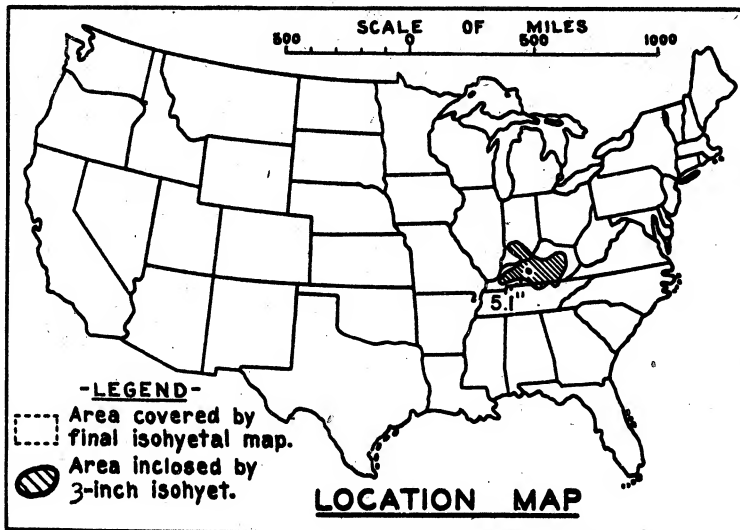 SCALE OF MILES
500 0 500 1000
5.1"
-LEGEND-
Area covered by
final isohyetal map.
Area inclosed by
3-inch isohyet.
LOCATION MAP